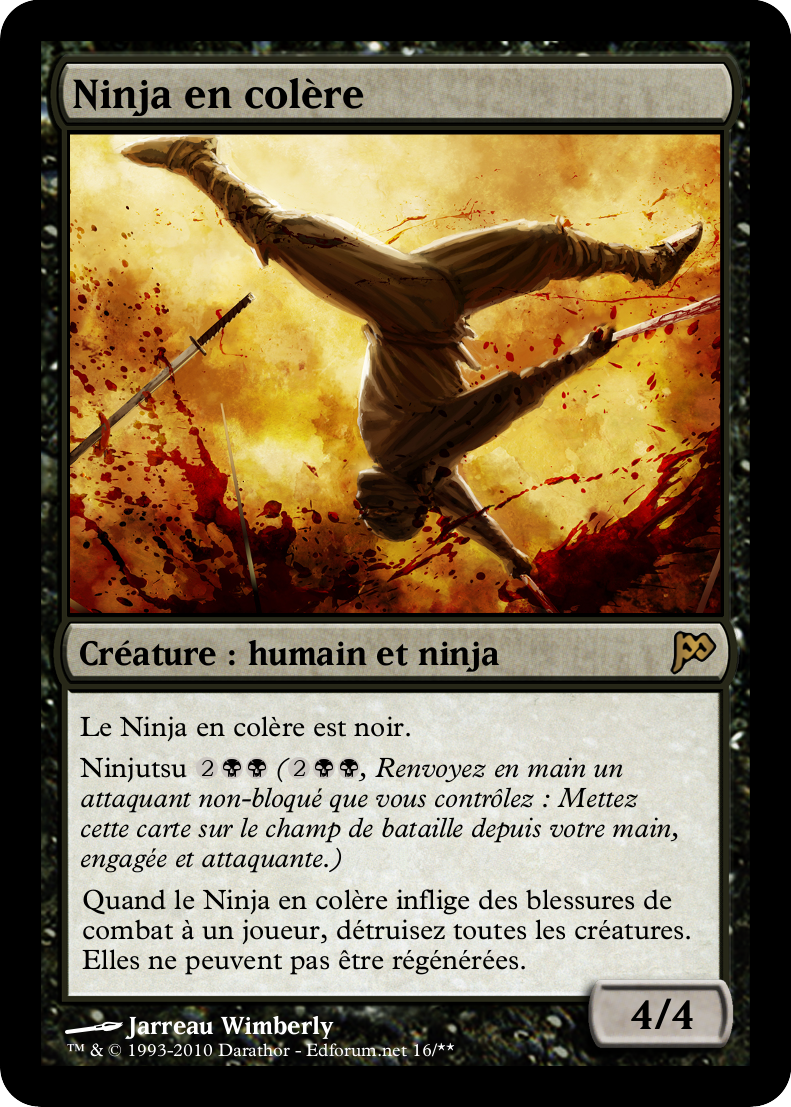 Ninja en colère
Créature : humain et ninja
Le Ninja en colère est noir.
Ninjutsu 2 (2 , Renvoyez en main un
attaquant non-bloqué que vous contrôlez : Mettez
cette carte sur le champ de bataille depuis votre main,
engagée et attaquante.)
Quand le Ninja en colère inflige des blessures de
combat à un joueur, détruisez toutes les créatures.
Elles ne peuvent pas être régénérées.
4/4
Jarreau Wimberly
™ & © 1993-2010 Darathor - Edforum.net 16/**